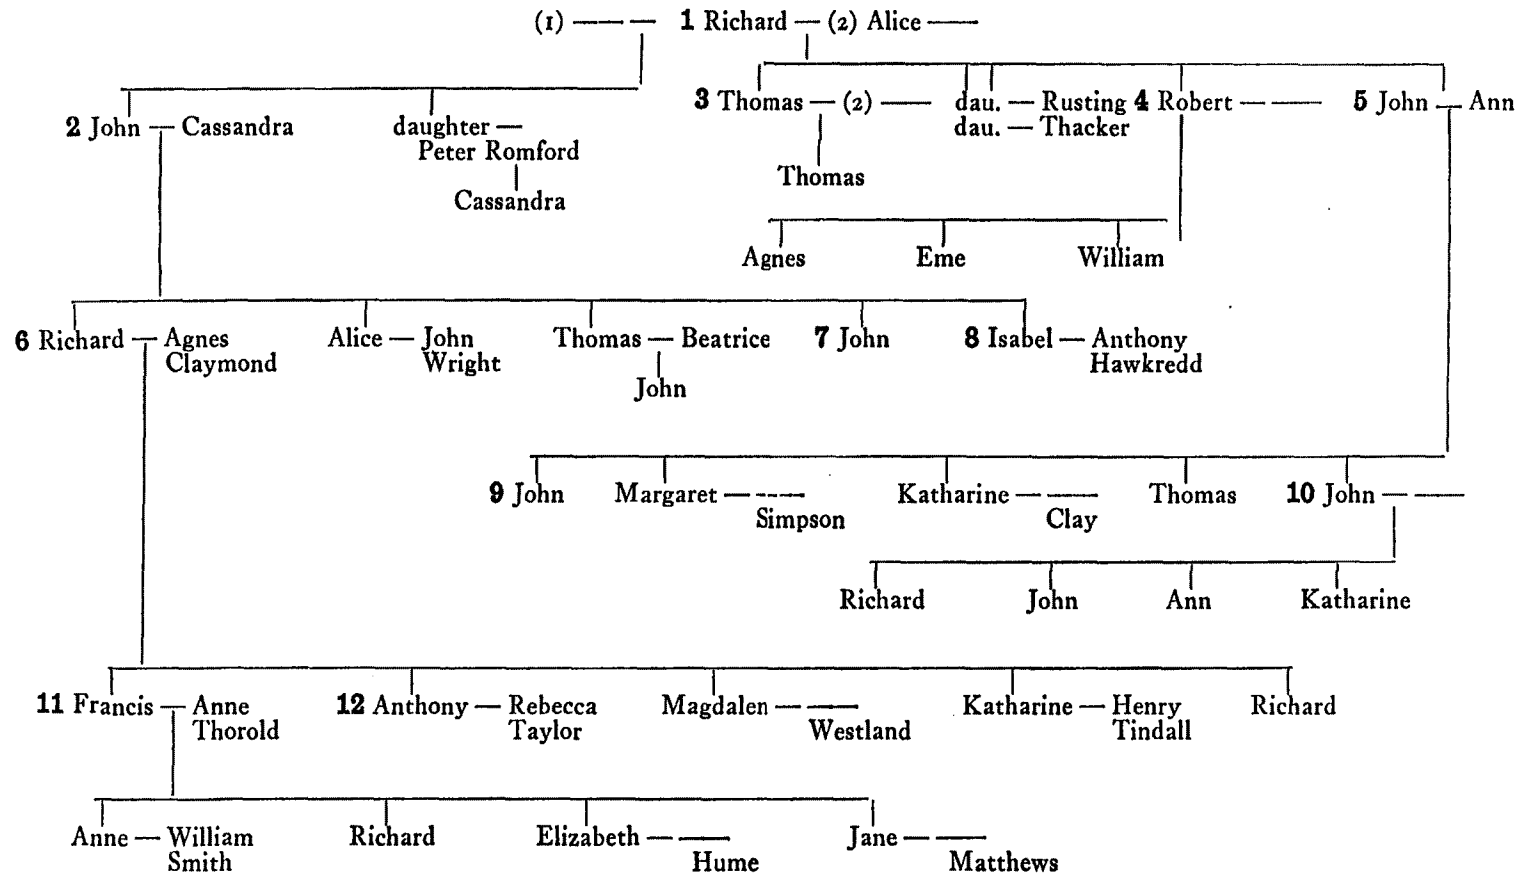 (1) — — 1 Richard — (2) Alice —
3 Thomas — (2) — dau. — Rusting 4 Robert — — 5 John — Ann
2 John — Cassandra daughter — dau. — Thacker
Peter Romford
Thomas
Cassandra
Agnes Eme William
6 Richard — Agnes Alice — John Thomas — Beatrice 7 John 8 Isabel — Anthony
Claymond Wright Hawkredd
John
9 John Margaret — — Katharine — — Thomas 10 John — —
Simpson Clay
Richard John Ann Katharine
11 Francis — Anne 12 Anthony — Rebecca Magdalen — — Katharine — Henry Richard
Thorold Taylor Westland Tindall
Anne — William Richard Elizabeth — — Jane — —
Smith Hume Matthews